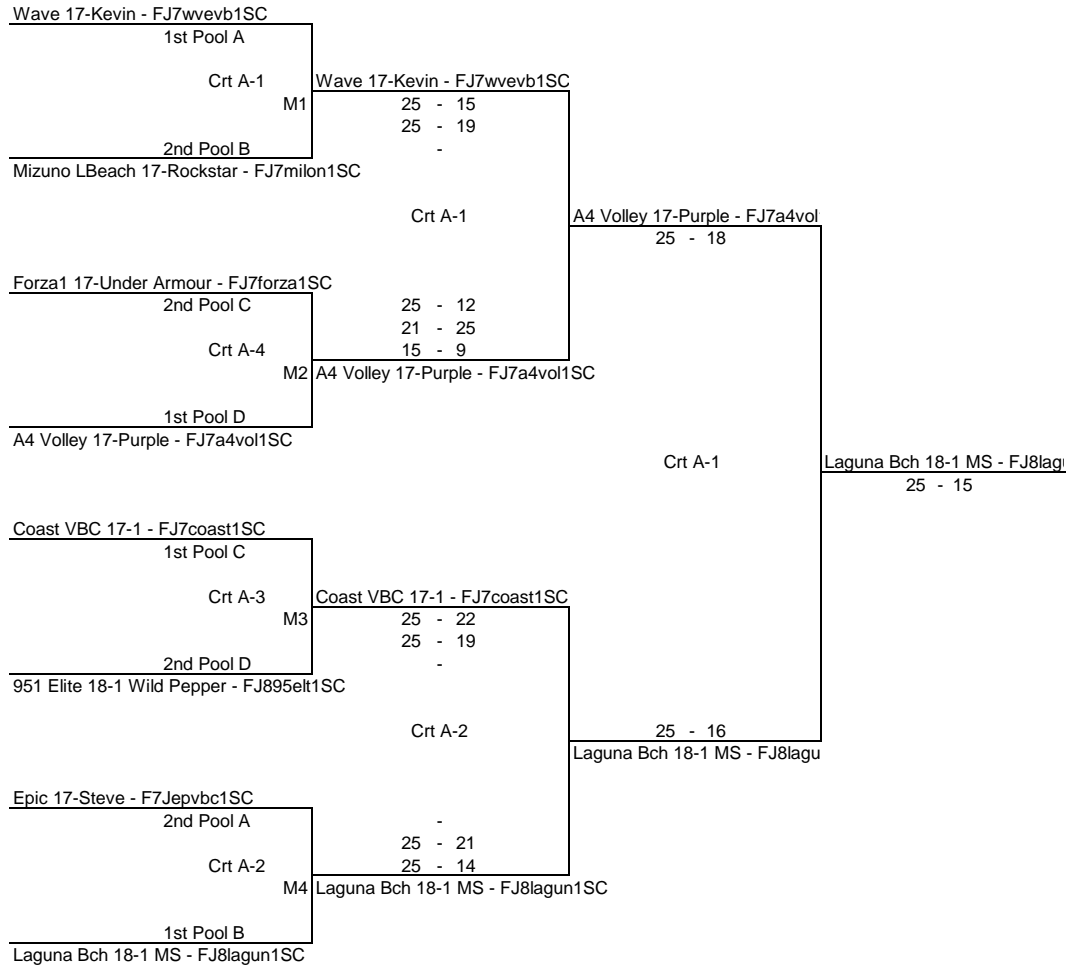 Wave 17-Kevin - FJ7wvevb1SC
1st Pool A
Crt A-1
Wave 17-Kevin - FJ7wvevb1SC
M1
25 - 15
25 - 19
2nd Pool B
-
Mizuno LBeach 17-Rockstar - FJ7milon1SC
Crt A-1
A4 Volley 17-Purple - FJ7a4vol
25 - 18
Forza1 17-Under Armour - FJ7forza1SC
2nd Pool C
25 - 12
21 - 25
Crt A-4
15 - 9
M2
A4 Volley 17-Purple - FJ7a4vol1SC
1st Pool D
A4 Volley 17-Purple - FJ7a4vol1SC
Crt A-1
Laguna Bch 18-1 MS - FJ8lagu
25 - 15
Coast VBC 17-1 - FJ7coast1SC
1st Pool C
Crt A-3
Coast VBC 17-1 - FJ7coast1SC
M3
25 - 22
25 - 19
2nd Pool D
-
951 Elite 18-1 Wild Pepper - FJ895elt1SC
Crt A-2
25 - 16
Laguna Bch 18-1 MS - FJ8lagu
Epic 17-Steve - F7Jepvbc1SC
2nd Pool A
-
25 - 21
Crt A-2
25 - 14
M4
Laguna Bch 18-1 MS - FJ8lagun1SC
1st Pool B
Laguna Bch 18-1 MS - FJ8lagun1SC